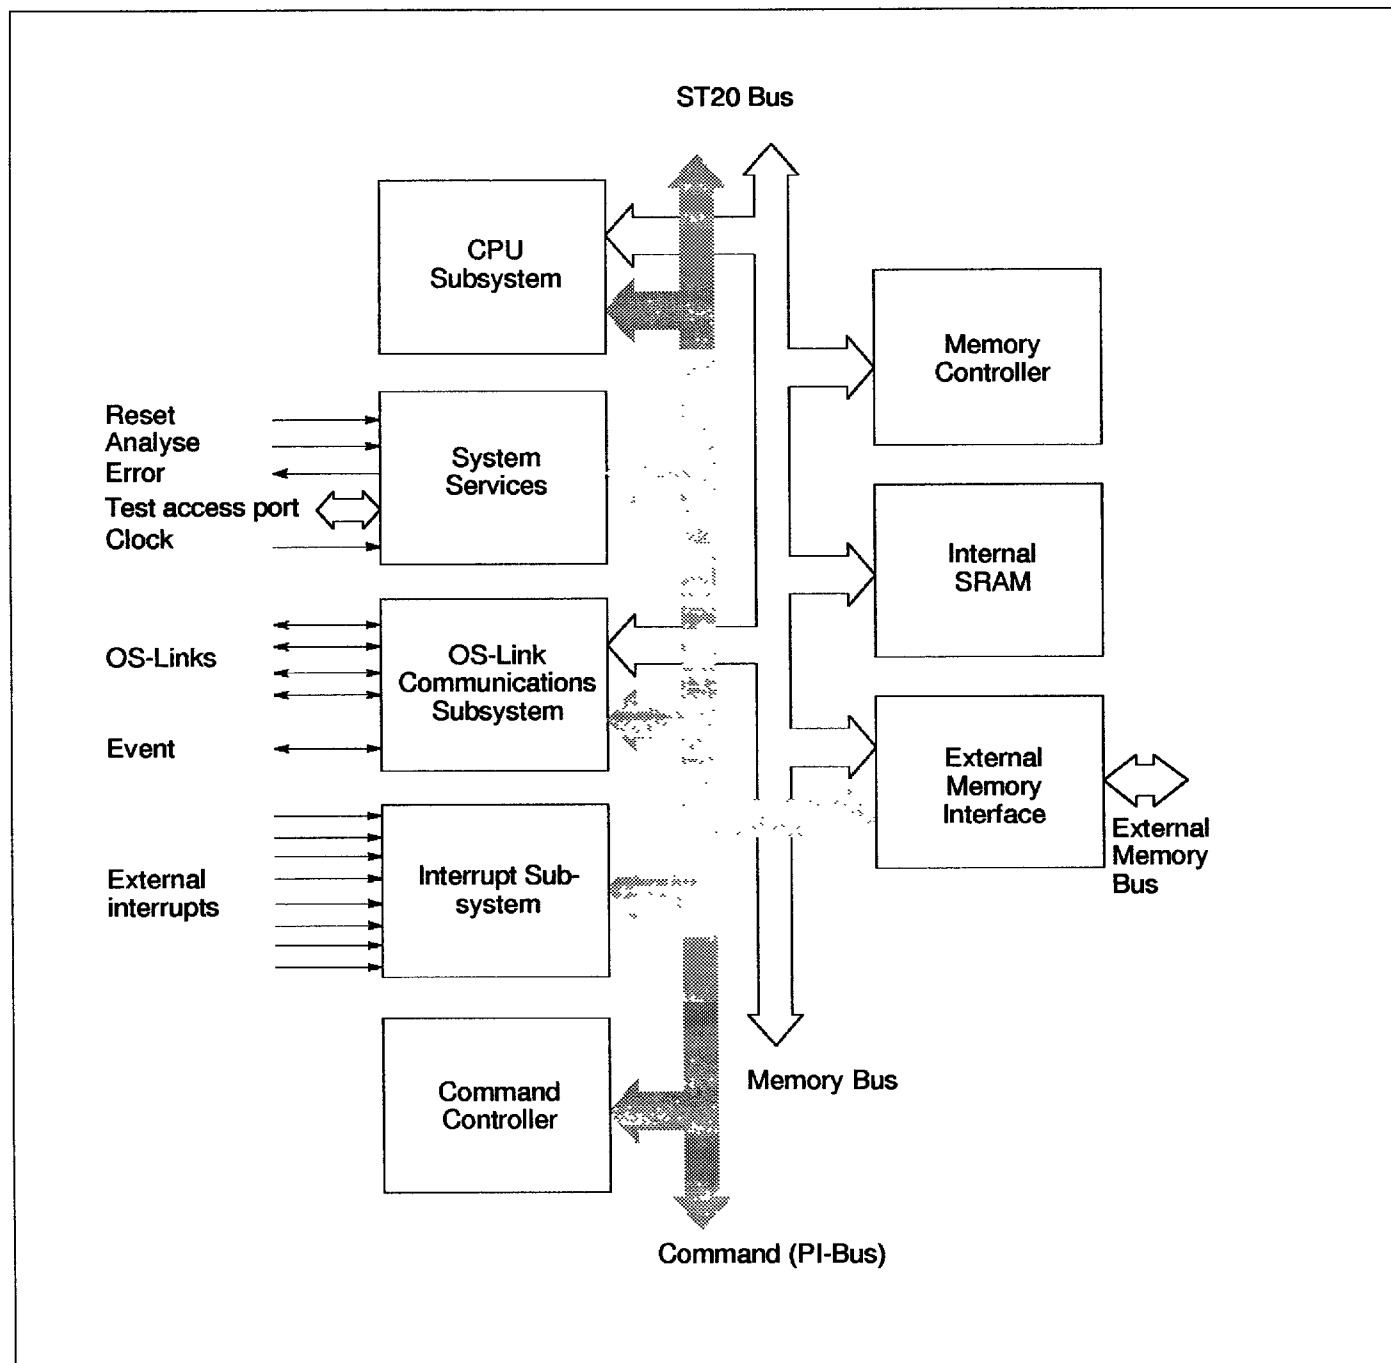 ST20 Bus
CPU
Subsystem
Memory
Controller
Reset
Analyse
Error
Test access port
Clock
System
Services
Internal
SRAM
OS-Links
Event
OS-Link
Communications
Subsystem
External
Memory
Interface
External
Memory
Bus
External
interrupts
Interrupt Sub-
system
Memory Bus
Command
Controller
Command (PI-Bus)